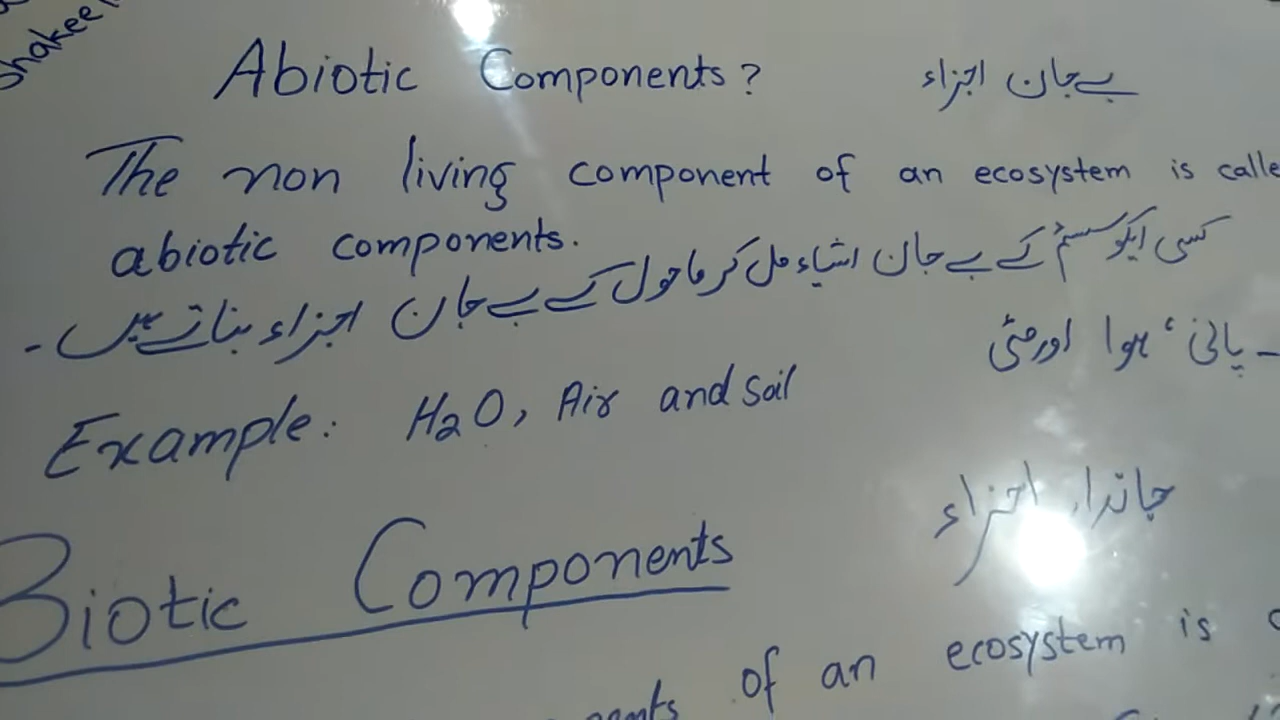 Shakeel
Abiotic Components? بے جان اجزاء
The non living component of an ecosystem is calle
abiotic components.
کسی ایکوسسٹم کے بے جان اشیاء مل کر ماحول کے بے جان اجزاء بناتے ہیں -
Example: H2O, Air and soil - پانی ، ہوا اور مٹی
Biotic Components جاندار اجزاء
of an ecosystem is